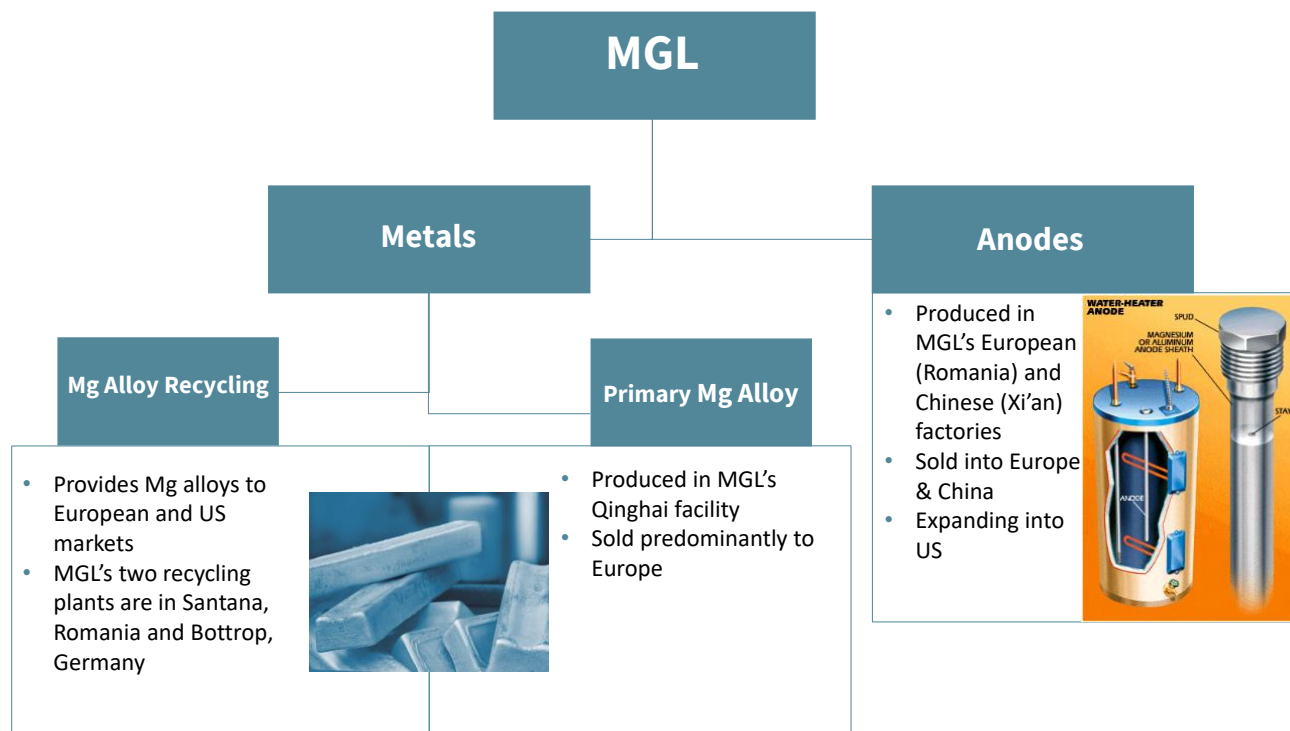 MGL
Metals
Anodes
Mg Alloy Recycling
Primary Mg Alloy
• Provides Mg alloys to
European and US
markets
• MGL’s two recycling
plants are in Santana,
Romania and Bottrop,
Germany
• Produced in MGL’s
Qinghai facility
• Sold predominantly to
Europe
• Produced in
MGL’s European
(Romania) and
Chinese (Xi’an)
factories
• Sold into Europe
& China
• Expanding into
US
WATER-HEATER
ANODE
SPUD
MAGNESIUM
OR ALUMINUM
ANODE SHEATH
ANODE